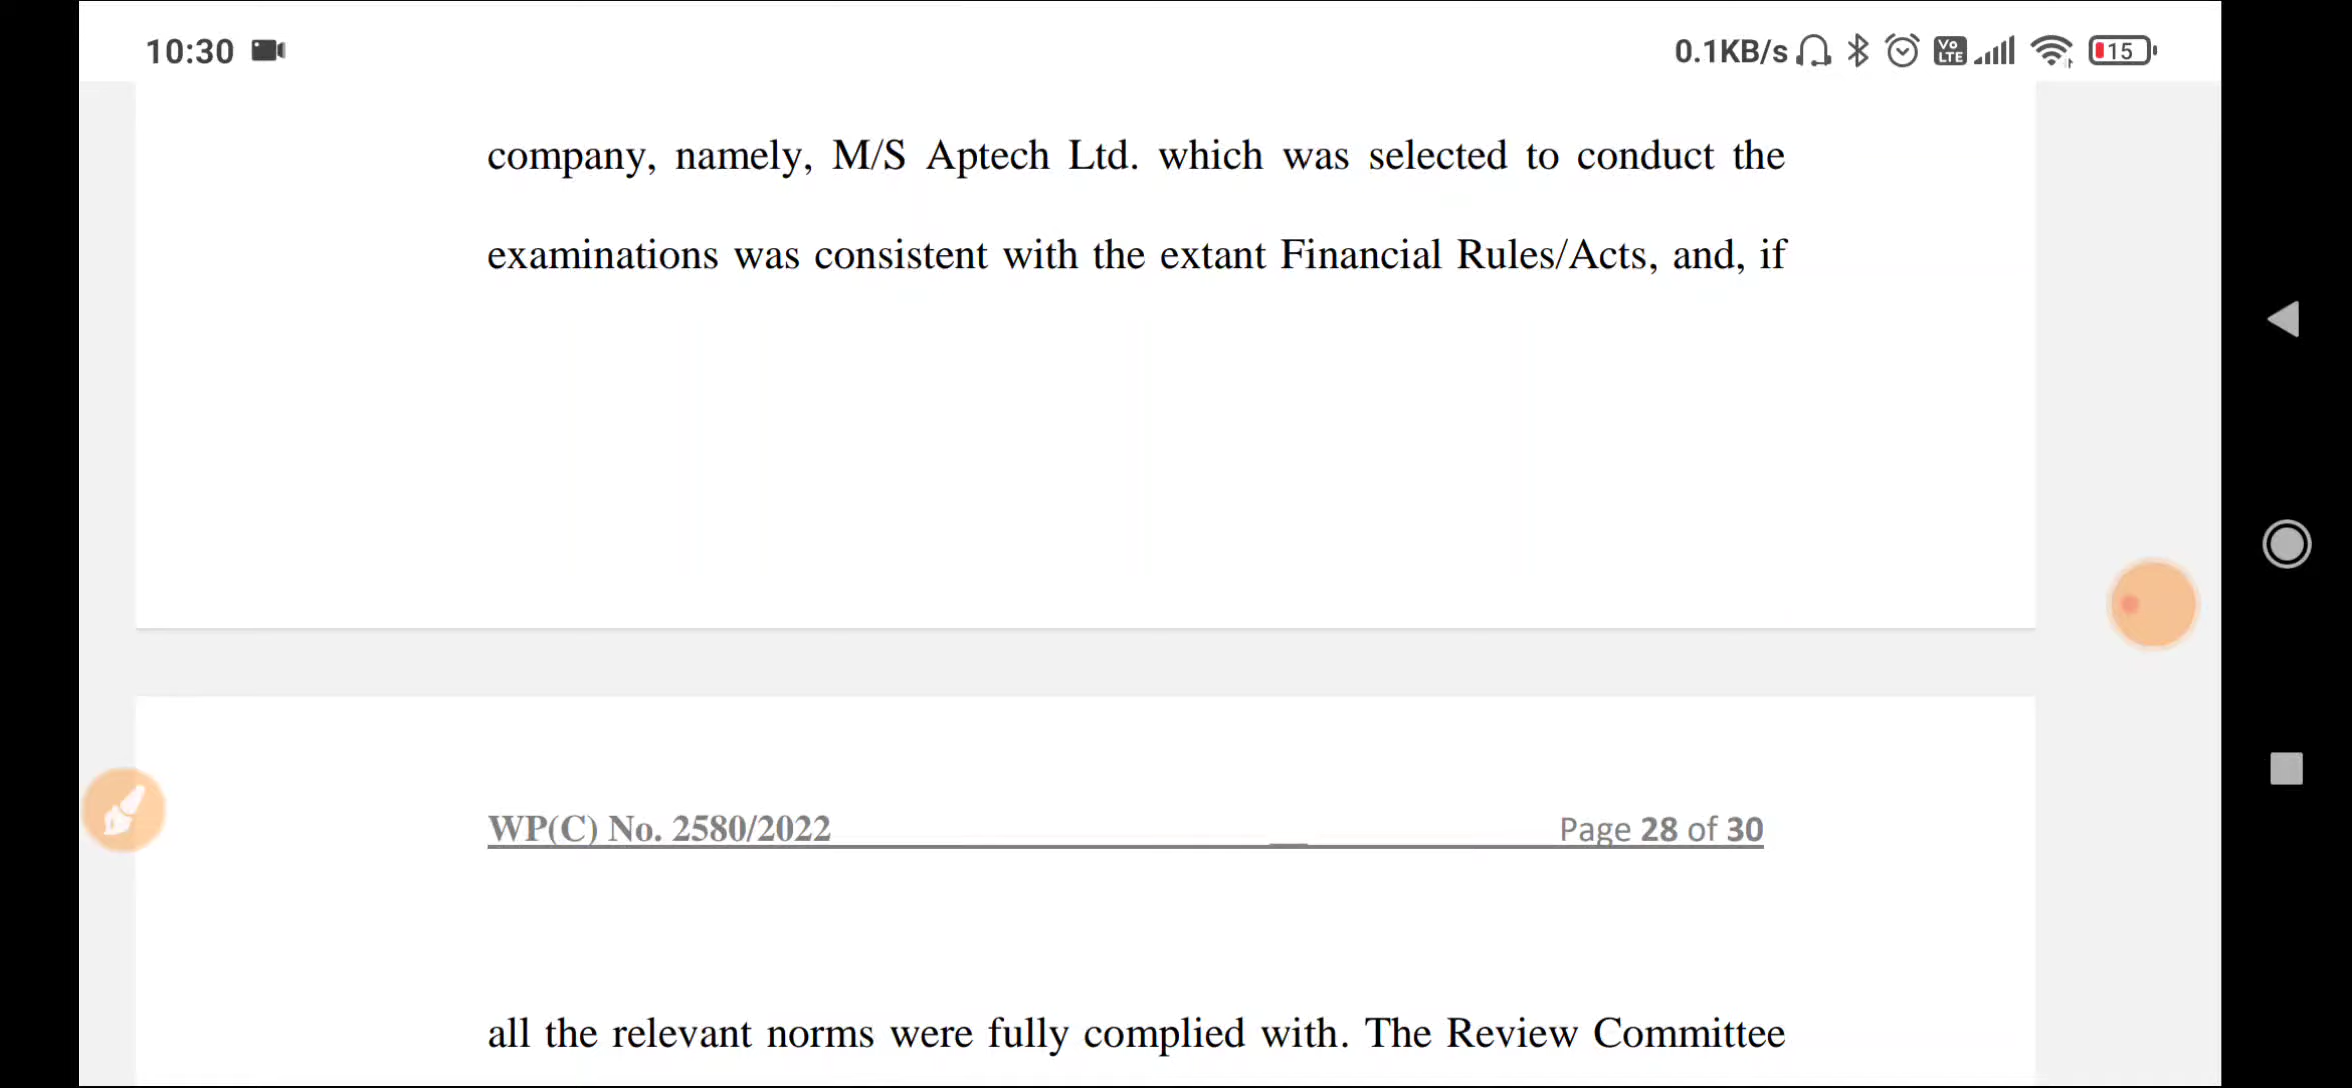 10:30 0.1KB/s Vo LTE 15
company, namely, M/S Aptech Ltd. which was selected to conduct the
examinations was consistent with the extant Financial Rules/Acts, and, if
WP(C) No. 2580/2022 Page 28 of 30
all the relevant norms were fully complied with. The Review Committee